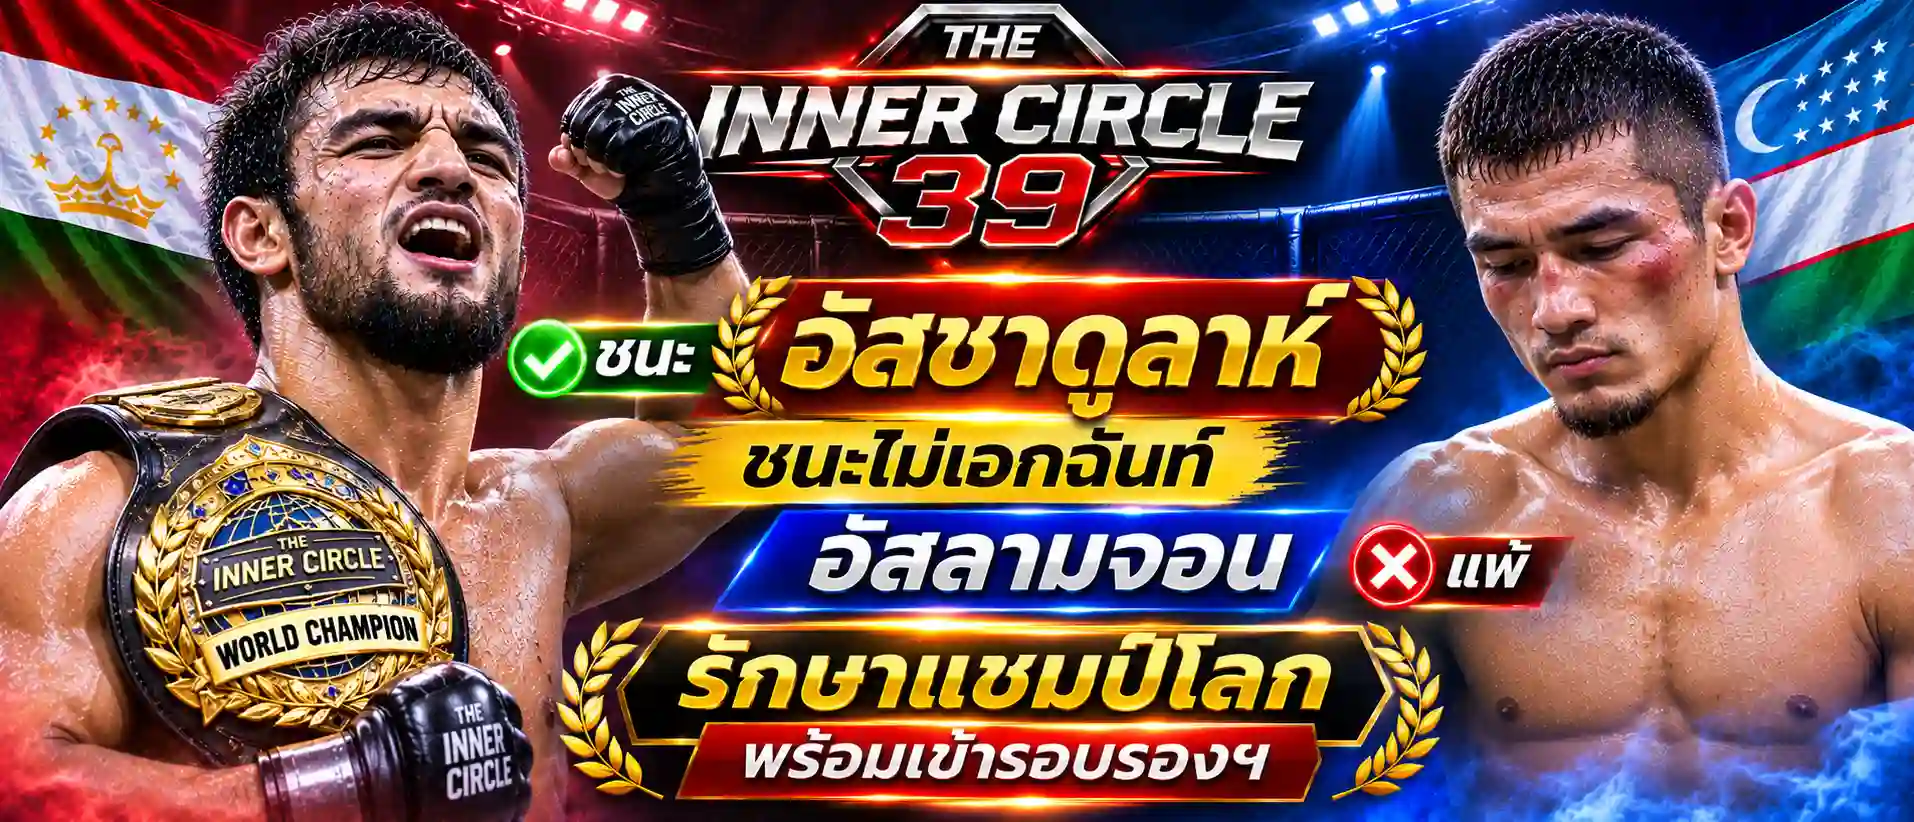 THE
INNER CIRCLE
39
THE
INNER
CIRCLE
ชนะ
อัสชาดูลาห์
ชนะไม่เอกฉันท์
อัสลามจอน
แพ้
THE
INNER CIRCLE
WORLD CHAMPION
รักษาแชมป์โลก
พร้อมเข้ารอบรองฯ
THE
INNER
CIRCLE